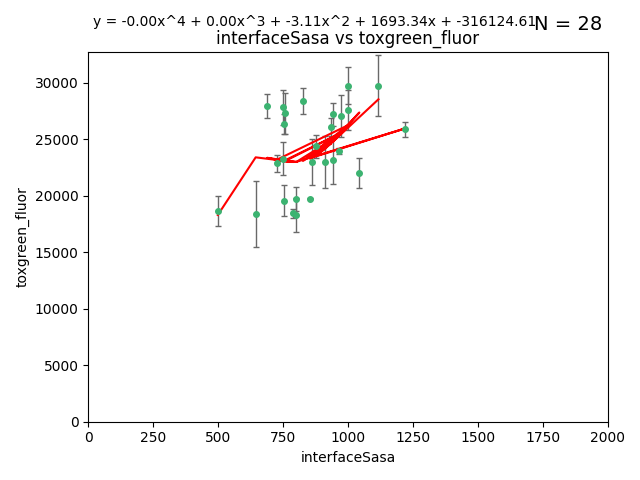 y = -0.00x^4 + 0.00x^3 + -3.11x^2 + 1693.34x + -316124.61
N = 28
interfaceSasa vs toxgreen_fluor
30000
25000
20000
15000
10000
5000
0
toxgreen_fluor
0 250 500 750 1000 1250 1500 1750 2000
interfaceSasa